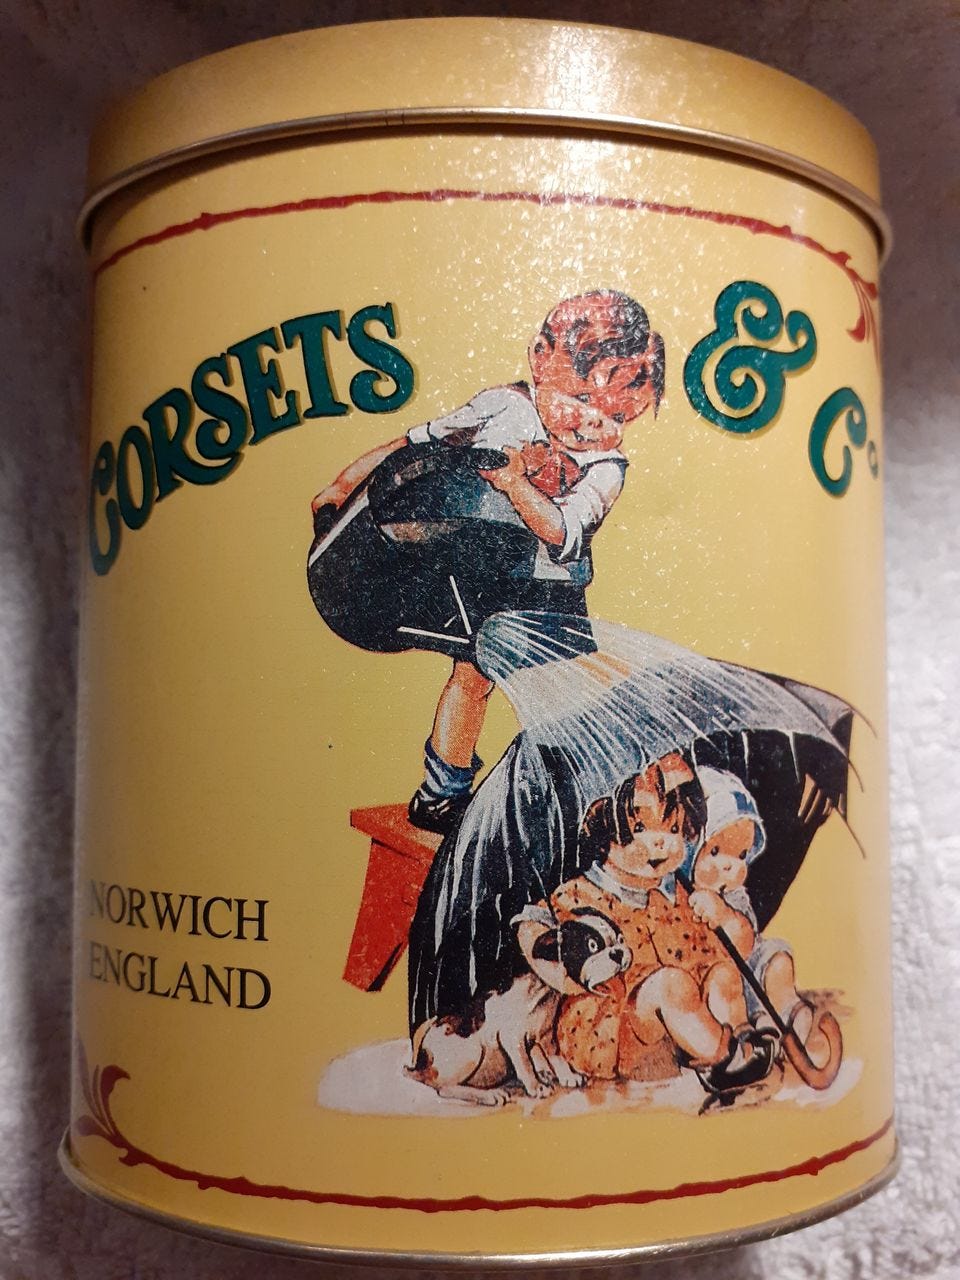 CORSETS & Co
NORWICH
ENGLAND